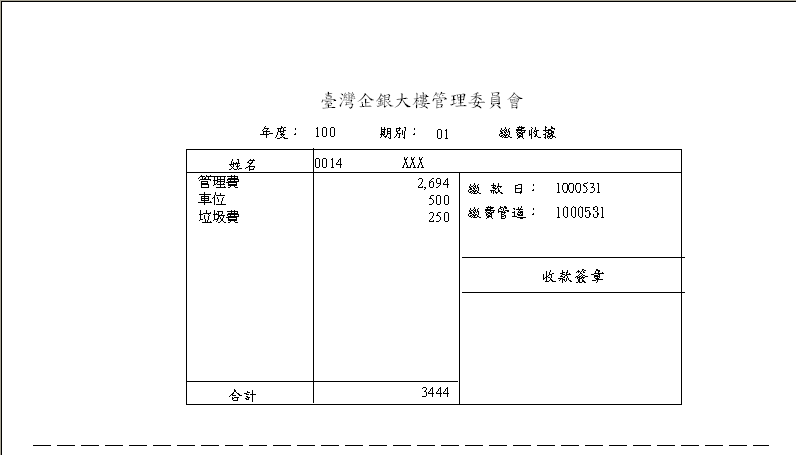 臺灣企銀大樓管理委員會
年度： 100 期別： 01 繳費收據
姓名 0014 XXX
管理費 2,694
車位 500
垃圾費 250
繳 款 日： 1000531
繳費管道： 1000531
收款簽章
合計 3444